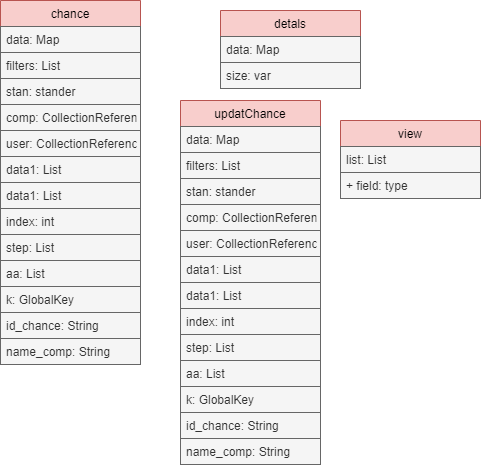 chance
data: Map
filters: List
stan: stander
comp: CollectionReferen
user: CollectionReferenc
data1: List
data1: List
index: int
step: List
aa: List
k: GlobalKey
id_chance: String
name_comp: String
detals
data: Map
size: var
updatChance
data: Map
filters: List
stan: stander
comp: CollectionReferen
user: CollectionReferenc
data1: List
data1: List
index: int
step: List
aa: List
k: GlobalKey
id_chance: String
name_comp: String
view
list: List
+ field: type